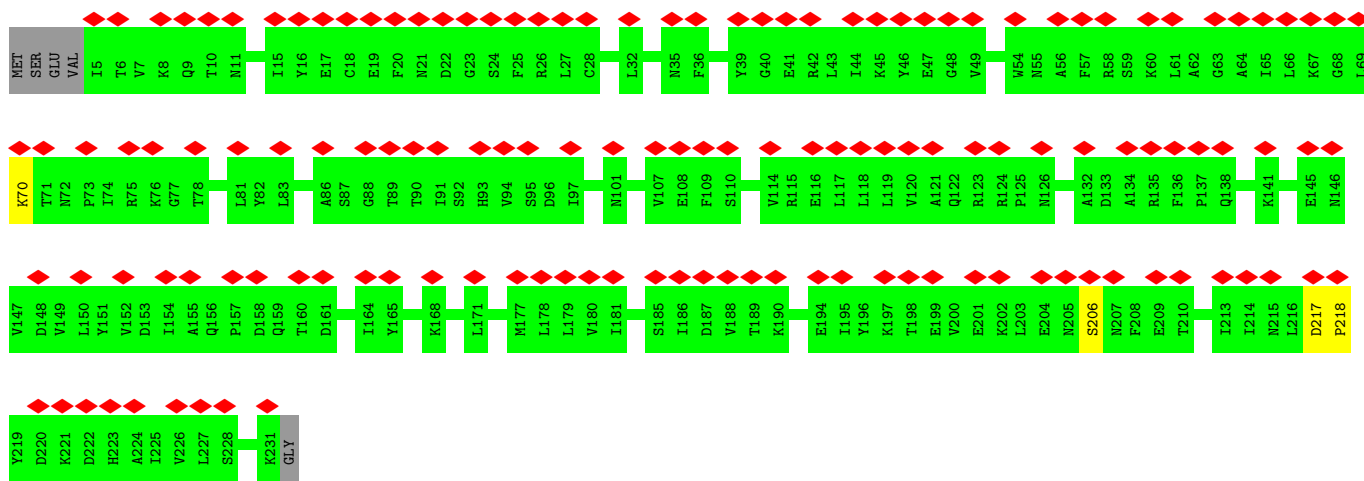 MET SER GLU VAL I5 T6 V7 K8 Q9 T10 N11 I15 Y16 E17 C18 E19 F20 N21 D22 G23 S24 F25 R26 L27 C28 L32 N35 F36 Y39 G40 E41 R42 L43 I44 K45 Y46 E47 G48 V49 W54 N55 A56 F57 R58 S59 K60 L61 A62 G63 A64 I65 L66 K67 G68 L69
K70 T71 N72 P73 I74 R75 K76 G77 T78 L81 Y82 L83 A86 S87 G88 T89 T90 I91 S92 H93 V94 S95 D96 I97 N101 V107 E108 F109 S110 V114 R115 E116 L117 L118 L119 V120 A121 Q122 R123 R124 P125 N126 A132 D133 A134 R135 F136 P137 Q138 K141 E145 N146
V147 D148 V149 L150 Y151 V152 D153 I154 A155 Q156 P157 D158 Q159 T160 D161 I164 Y165 K168 L171 M177 L178 L179 V180 I181 S185 I186 D187 V188 T189 K190 E194 I195 Y196 K197 T198 E199 V200 E201 K202 L203 E204 N205 S206 N207 F208 E209 T210 I213 I214 N215 L216 D217 P218
Y219 D220 K221 D222 H223 A224 I225 V226 L227 S228 K231 GLY